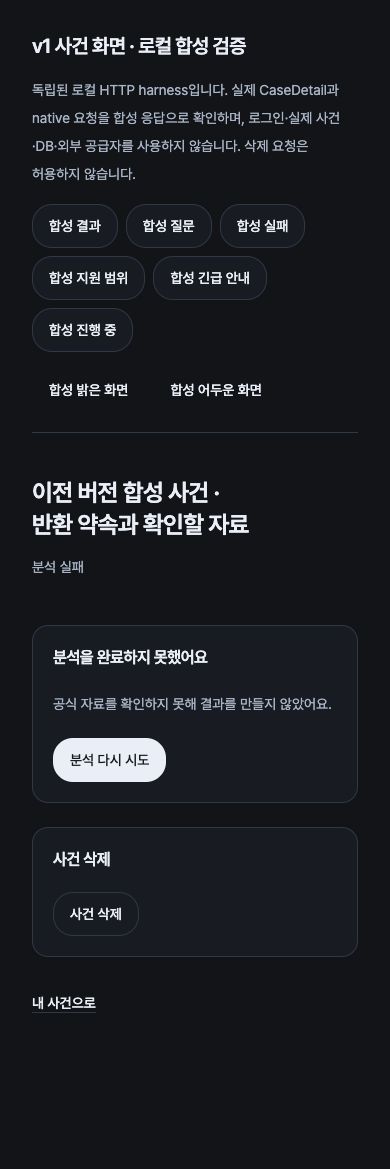 v1 사건 화면 · 로컬 합성 검증
독립된 로컬 HTTP harness입니다. 실제 CaseDetail과
native 요청을 합성 응답으로 확인하며, 로그인·실제 사건
·DB·외부 공급자를 사용하지 않습니다. 삭제 요청은
허용하지 않습니다.
합성 결과 합성 질문 합성 실패
합성 지원 범위 합성 긴급 안내
합성 진행 중
합성 밝은 화면 합성 어두운 화면
이전 버전 합성 사건 ·
반환 약속과 확인할 자료
분석 실패
분석을 완료하지 못했어요
공식 자료를 확인하지 못해 결과를 만들지 않았어요.
분석 다시 시도
사건 삭제
사건 삭제
내 사건으로